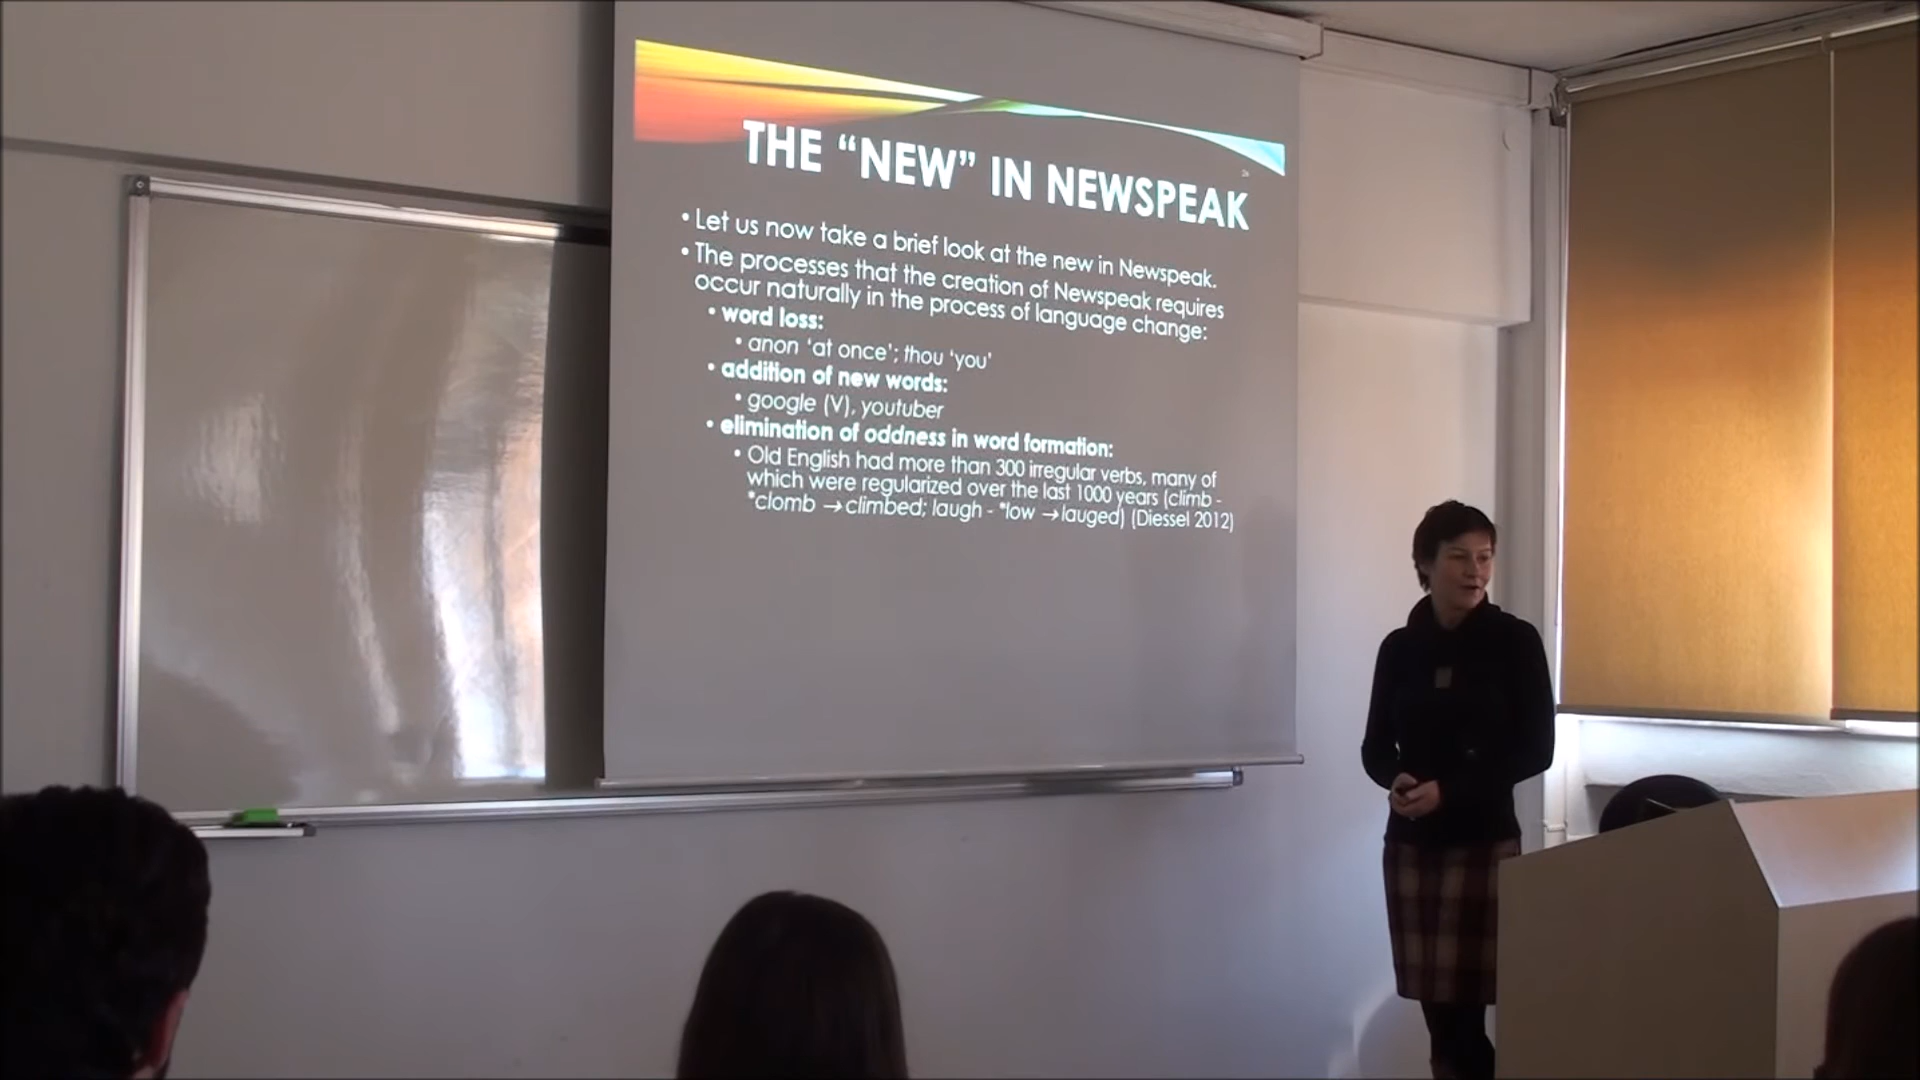 THE “NEW” IN NEWSPEAK
• Let us now take a brief look at the new in Newspeak.
• The processes that the creation of Newspeak requires
occur naturally in the process of language change:
• word loss:
• anon ‘at once’; thou ‘you’
• addition of new words:
• google (V), youtuber
• elimination of oddness in word formation:
• Old English had more than 300 irregular verbs, many of
which were regularized over the last 1000 years (climb -
*clomb → climbed; laugh - *low → lauged) (Diessel 2012)